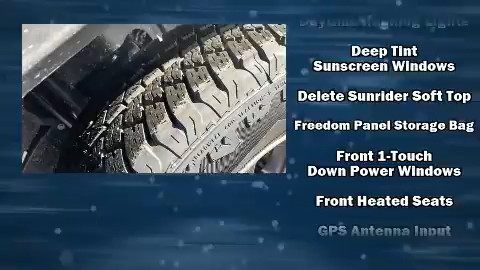 Daytime Running Lights
Deep Tint
Sunscreen Windows
Delete Sunrider Soft Top
Freedom Panel Storage Bag
Front 1-Touch
Down Power Windows
Front Heated Seats
GPS Antenna Input